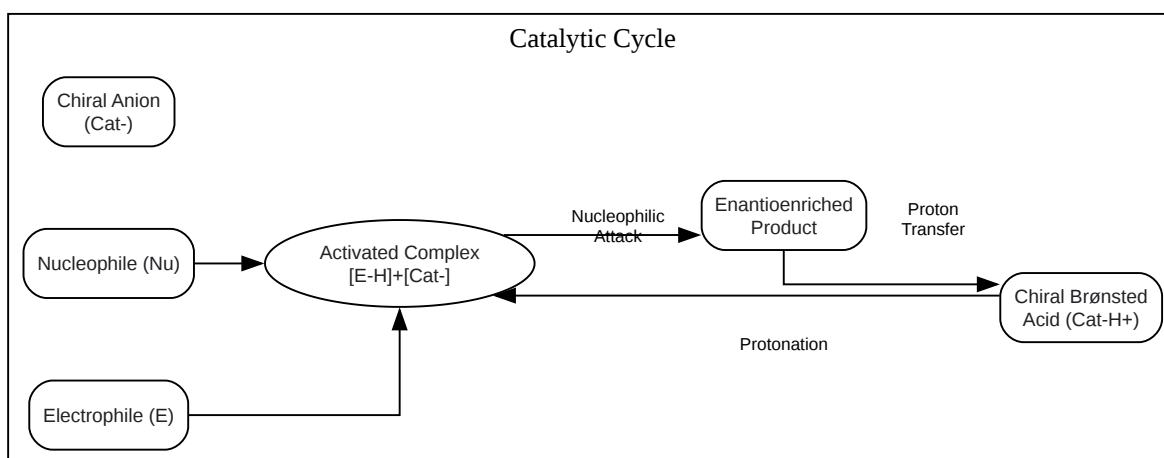 Catalytic Cycle
Chiral Anion
(Cat-)
Enantioenriched
Product
Nucleophilic
Attack
Proton
Transfer
Nucleophile (Nu)
Activated Complex
[E-H]+[Cat-]
Chiral Brønsted
Acid (Cat-H+)
Protonation
Electrophile (E)